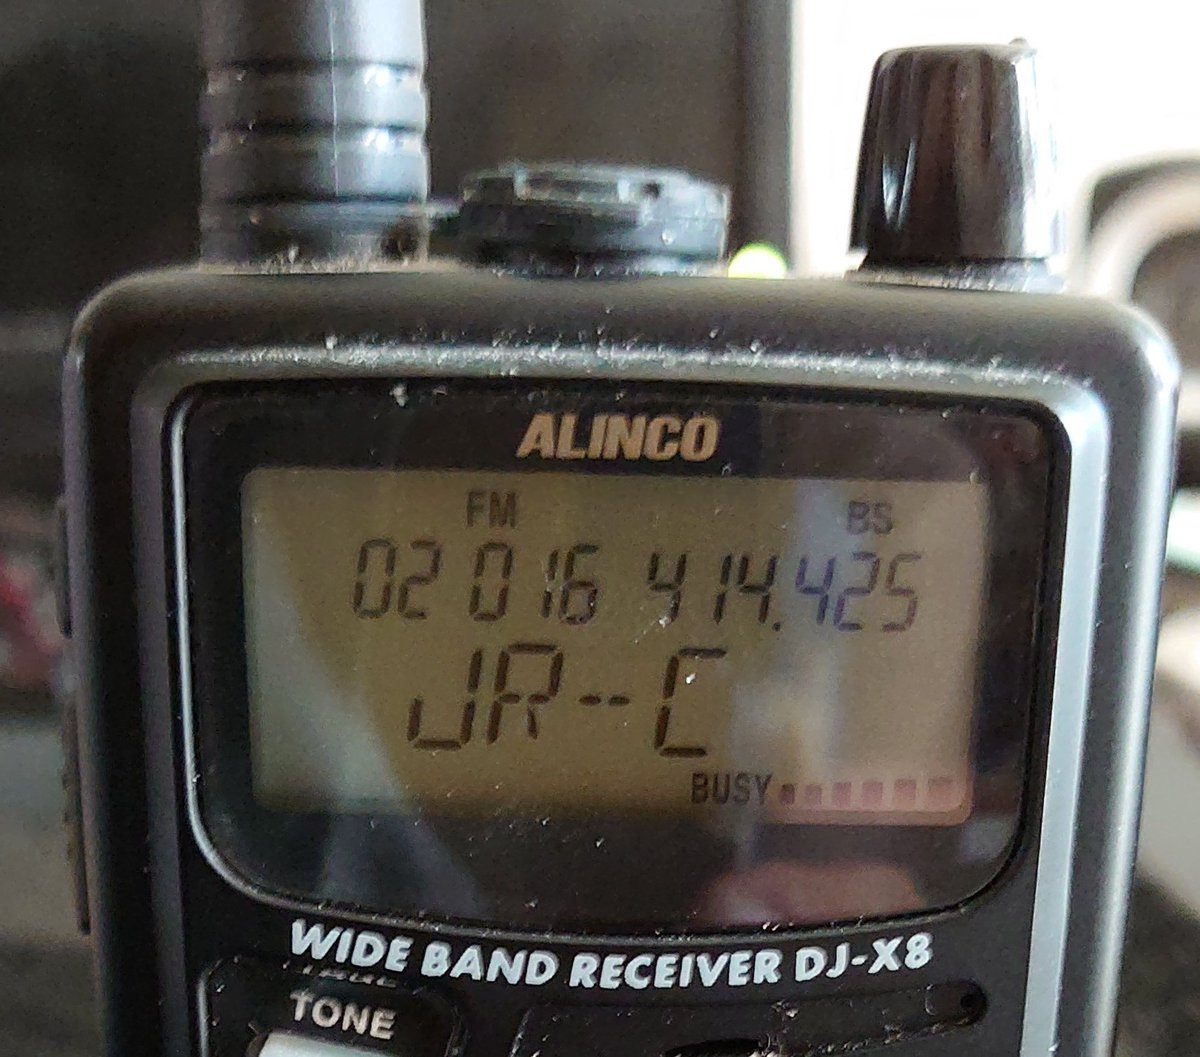 ALINCO
FM BS
02 016 414.425
JR--C
BUSY
WIDE BAND RECEIVER DJ-X8
TONE